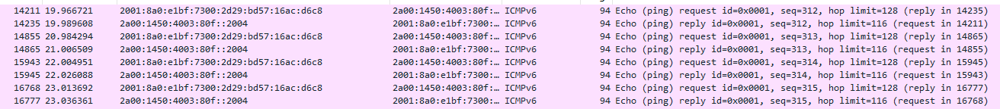 14211 19.966721 2001:8a0:e1bf:7300:2d29:bd57:16ac:d6c8 2a00:1450:4003:80f:… ICMPv6 94 Echo (ping) request id=0x0001, seq=312, hop limit=128 (reply in 14235)
14235 19.989608 2a00:1450:4003:80f::2004 2001:8a0:e1bf:7300:… ICMPv6 94 Echo (ping) reply id=0x0001, seq=312, hop limit=116 (request in 14211)
14855 20.984294 2001:8a0:e1bf:7300:2d29:bd57:16ac:d6c8 2a00:1450:4003:80f:… ICMPv6 94 Echo (ping) request id=0x0001, seq=313, hop limit=128 (reply in 14865)
14865 21.006509 2a00:1450:4003:80f::2004 2001:8a0:e1bf:7300:… ICMPv6 94 Echo (ping) reply id=0x0001, seq=313, hop limit=116 (request in 14855)
15943 22.004951 2001:8a0:e1bf:7300:2d29:bd57:16ac:d6c8 2a00:1450:4003:80f:… ICMPv6 94 Echo (ping) request id=0x0001, seq=314, hop limit=128 (reply in 15945)
15945 22.026088 2a00:1450:4003:80f::2004 2001:8a0:e1bf:7300:… ICMPv6 94 Echo (ping) reply id=0x0001, seq=314, hop limit=116 (request in 15943)
16768 23.013692 2001:8a0:e1bf:7300:2d29:bd57:16ac:d6c8 2a00:1450:4003:80f:… ICMPv6 94 Echo (ping) request id=0x0001, seq=315, hop limit=128 (reply in 16777)
16777 23.036361 2a00:1450:4003:80f::2004 2001:8a0:e1bf:7300:… ICMPv6 94 Echo (ping) reply id=0x0001, seq=315, hop limit=116 (request in 16768)